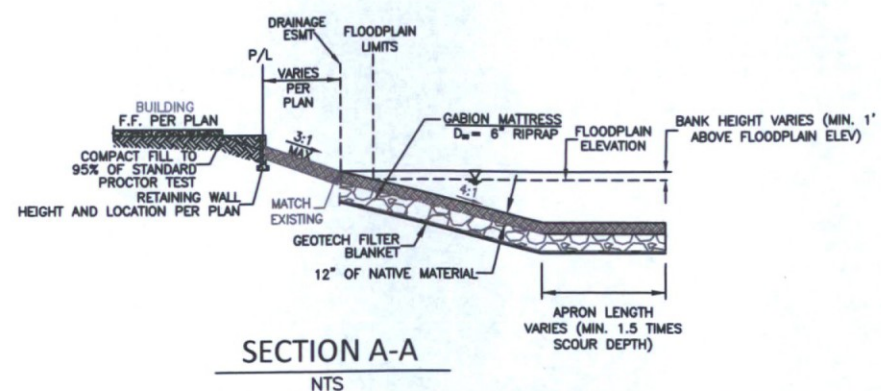 DRAINAGE
ESMT
FLOODPLAIN
LIMITS
P/L
VARIES
PER
PLAN
BUILDING
F.F. PER PLAN
3:1
MAX
COMPACT FILL TO
95% OF STANDARD
PROCTOR TEST
RETAINING WALL
HEIGHT AND LOCATION PER PLAN
MATCH
EXISTING
GABION MATTRESS
D = 6" RIPRAP
FLOODPLAIN
ELEVATION
BANK HEIGHT VARIES (MIN. 1'
ABOVE FLOODPLAIN ELEV)
4:1
GEOTECH FILTER
BLANKET
12" OF NATIVE MATERIAL
APRON LENGTH
VARIES (MIN. 1.5 TIMES
SCOUR DEPTH)
SECTION A-A
NTS